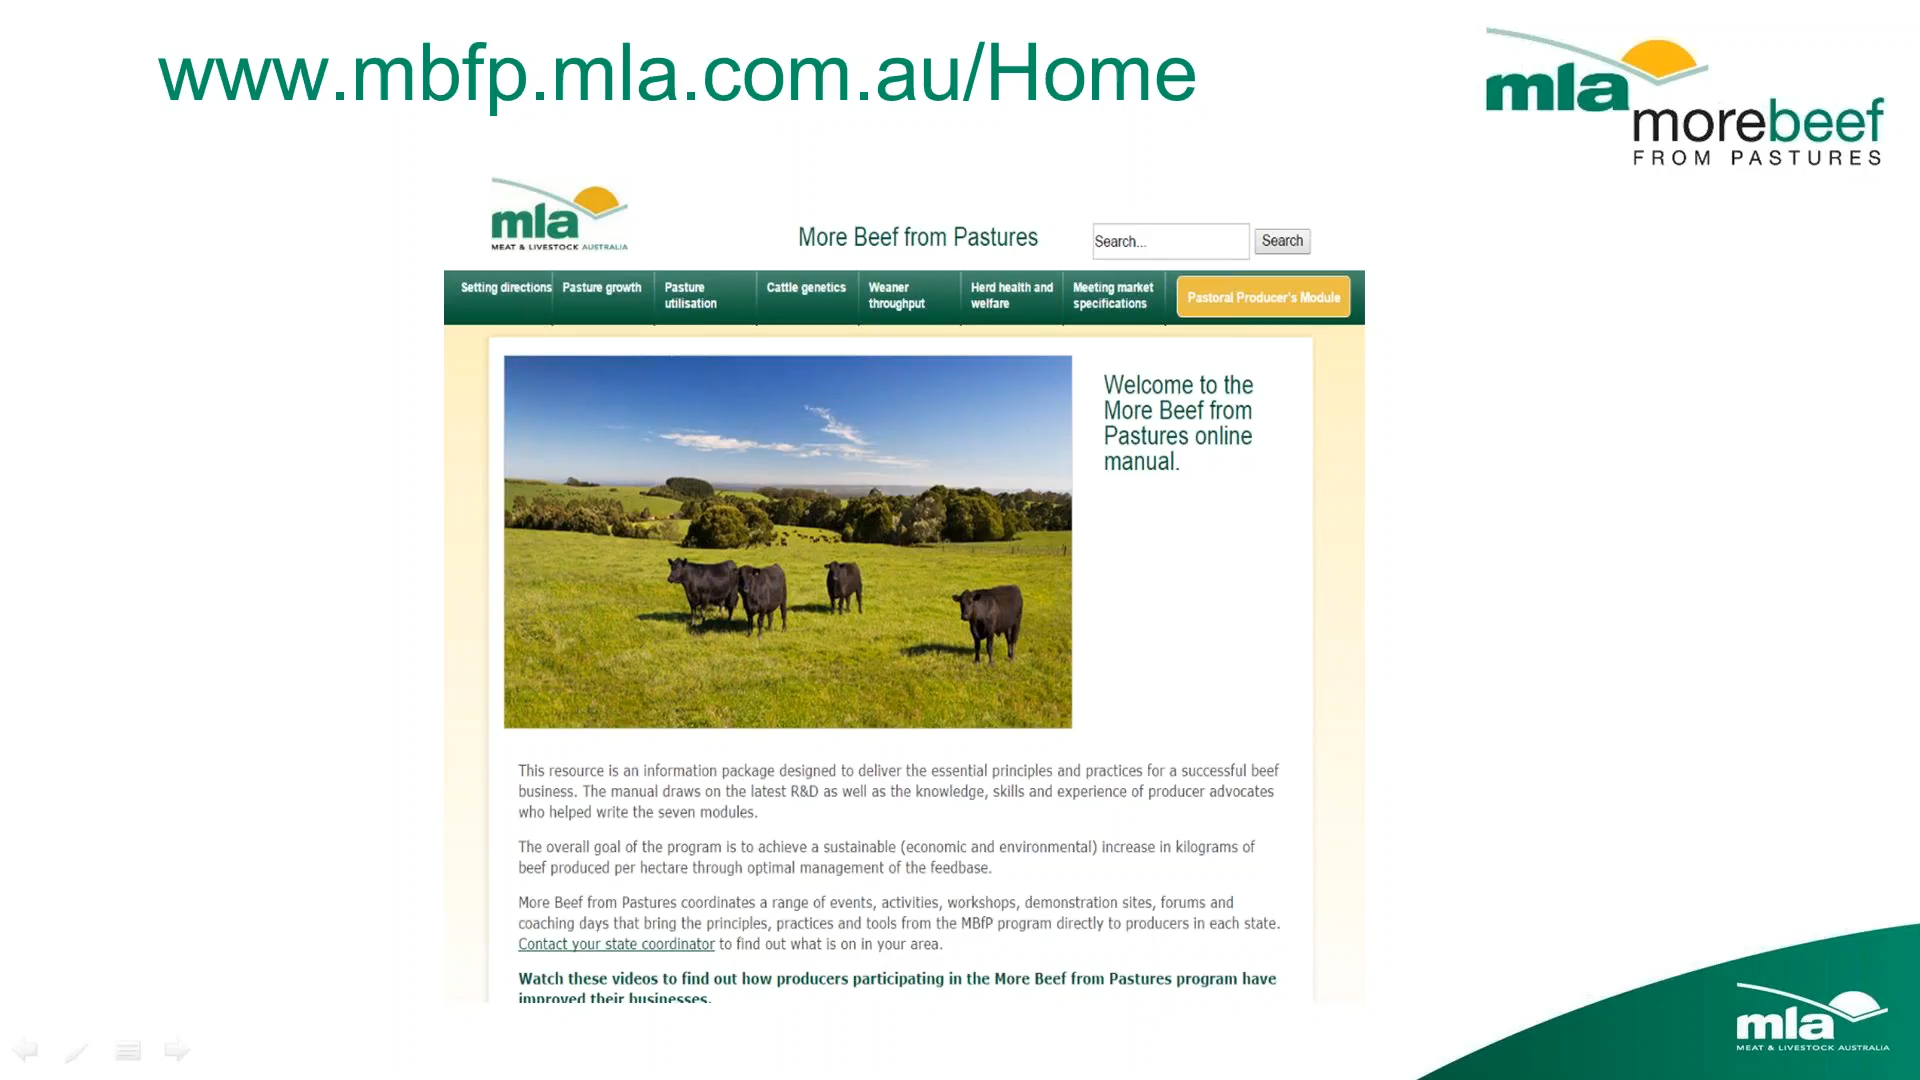 www.mbfp.mla.com.au/Home
mla
morebeef
FROM PASTURES
mla
MEAT & LIVESTOCK AUSTRALIA
More Beef from Pastures
Search...
Search
Setting directions
Pasture growth
Pasture
utilisation
Cattle genetics
Weaner
throughput
Herd health and
welfare
Meeting market
specifications
Pastoral Producer's Module
Welcome to the
More Beef from
Pastures online
manual.
This resource is an information package designed to deliver the essential principles and practices for a successful beef
business. The manual draws on the latest R&D as well as the knowledge, skills and experience of producer advocates
who helped write the seven modules.
The overall goal of the program is to achieve a sustainable (economic and environmental) increase in kilograms of
beef produced per hectare through optimal management of the feedbase.
More Beef from Pastures coordinates a range of events, activities, workshops, demonstration sites, forums and
coaching days that bring the principles, practices and tools from the MBfP program directly to producers in each state.
Contact your state coordinator to find out what is on in your area.
Watch these videos to find out how producers participating in the More Beef from Pastures program have
improved their businesses.
mla
MEAT & LIVESTOCK AUSTRALIA